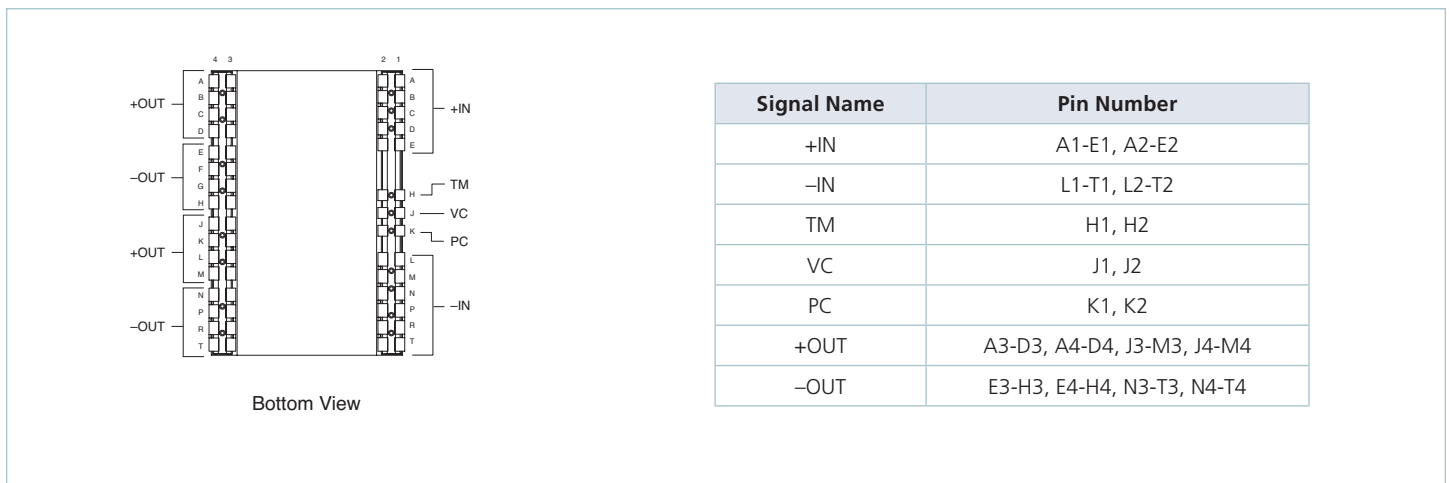 4 3 2 1
A A
B B
+OUT +IN
C C
D D
E E
F
–OUT
G
H H TM
J J VC
K K PC
+OUT
L L
M M
N N
–IN
P P
–OUT
R R
T T
Bottom View
Signal Name Pin Number
+IN A1-E1, A2-E2
–IN L1-T1, L2-T2
TM H1, H2
VC J1, J2
PC K1, K2
+OUT A3-D3, A4-D4, J3-M3, J4-M4
–OUT E3-H3, E4-H4, N3-T3, N4-T4